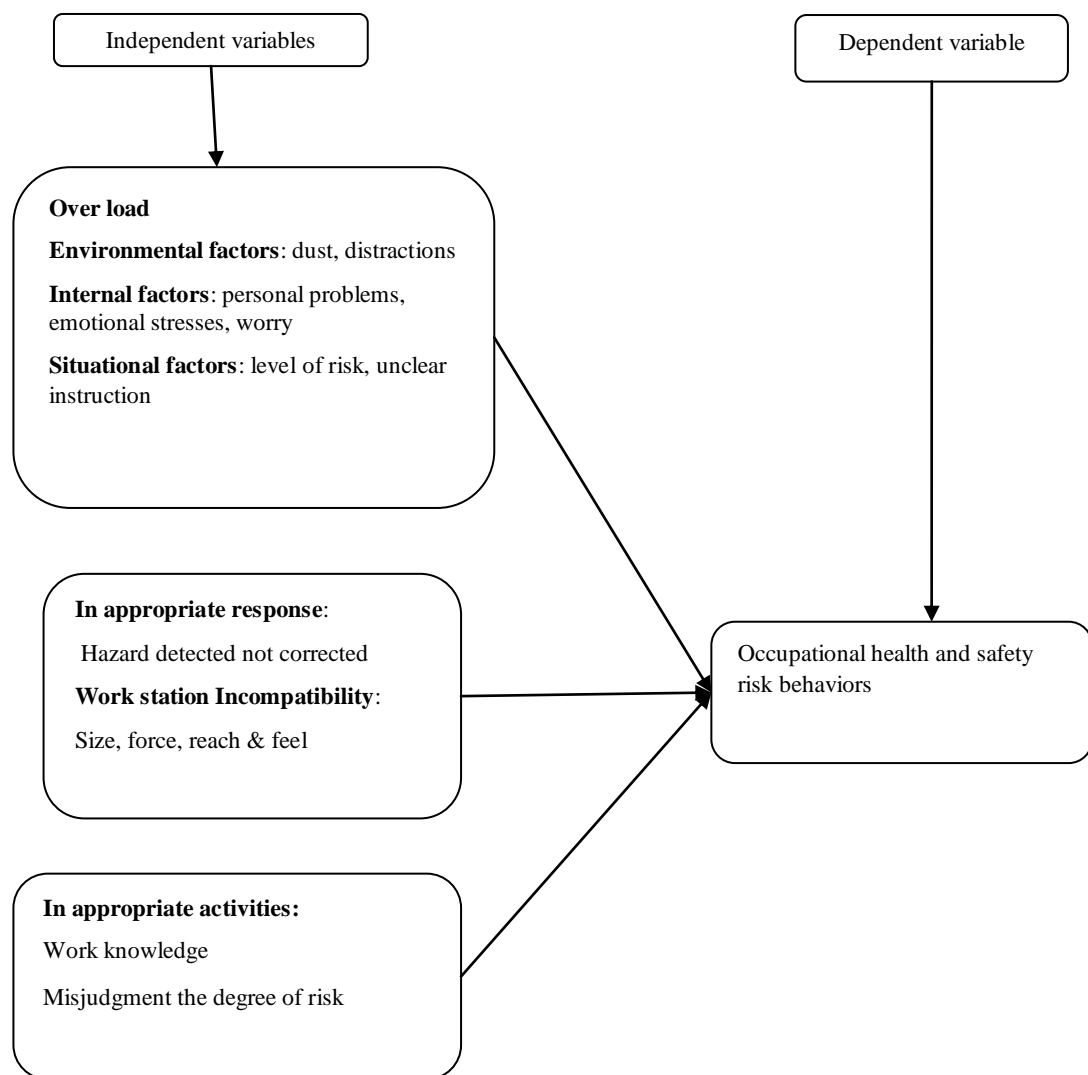 Independent variables
Dependent variable
Over load
Environmental factors: dust, distractions
Internal factors: personal problems,
emotional stresses, worry
Situational factors: level of risk, unclear
instruction
In appropriate response:
Hazard detected not corrected
Work station Incompatibility:
Size, force, reach & feel
Occupational health and safety
risk behaviors
In appropriate activities:
Work knowledge
Misjudgment the degree of risk